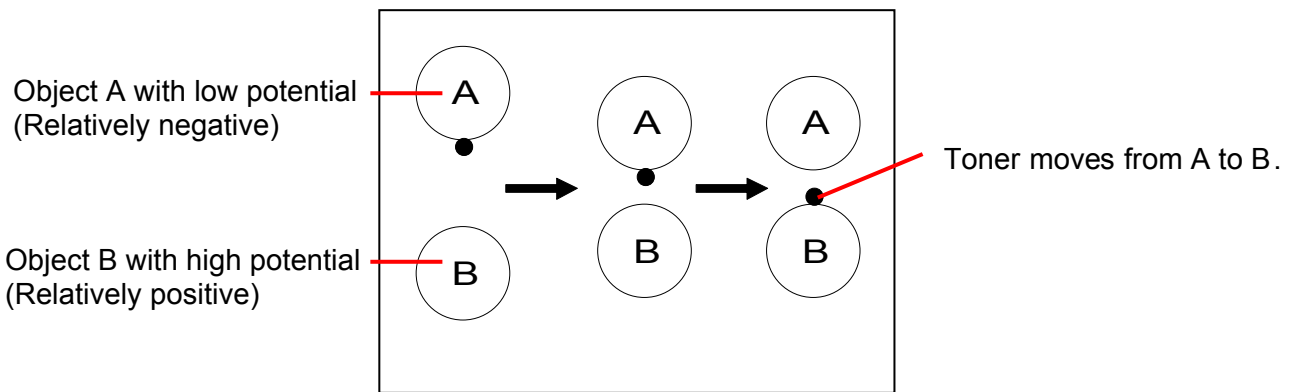 Object A with low potential
(Relatively negative)
Object B with high potential
(Relatively positive)
A
B
A
B
A
B
Toner moves from A to B.